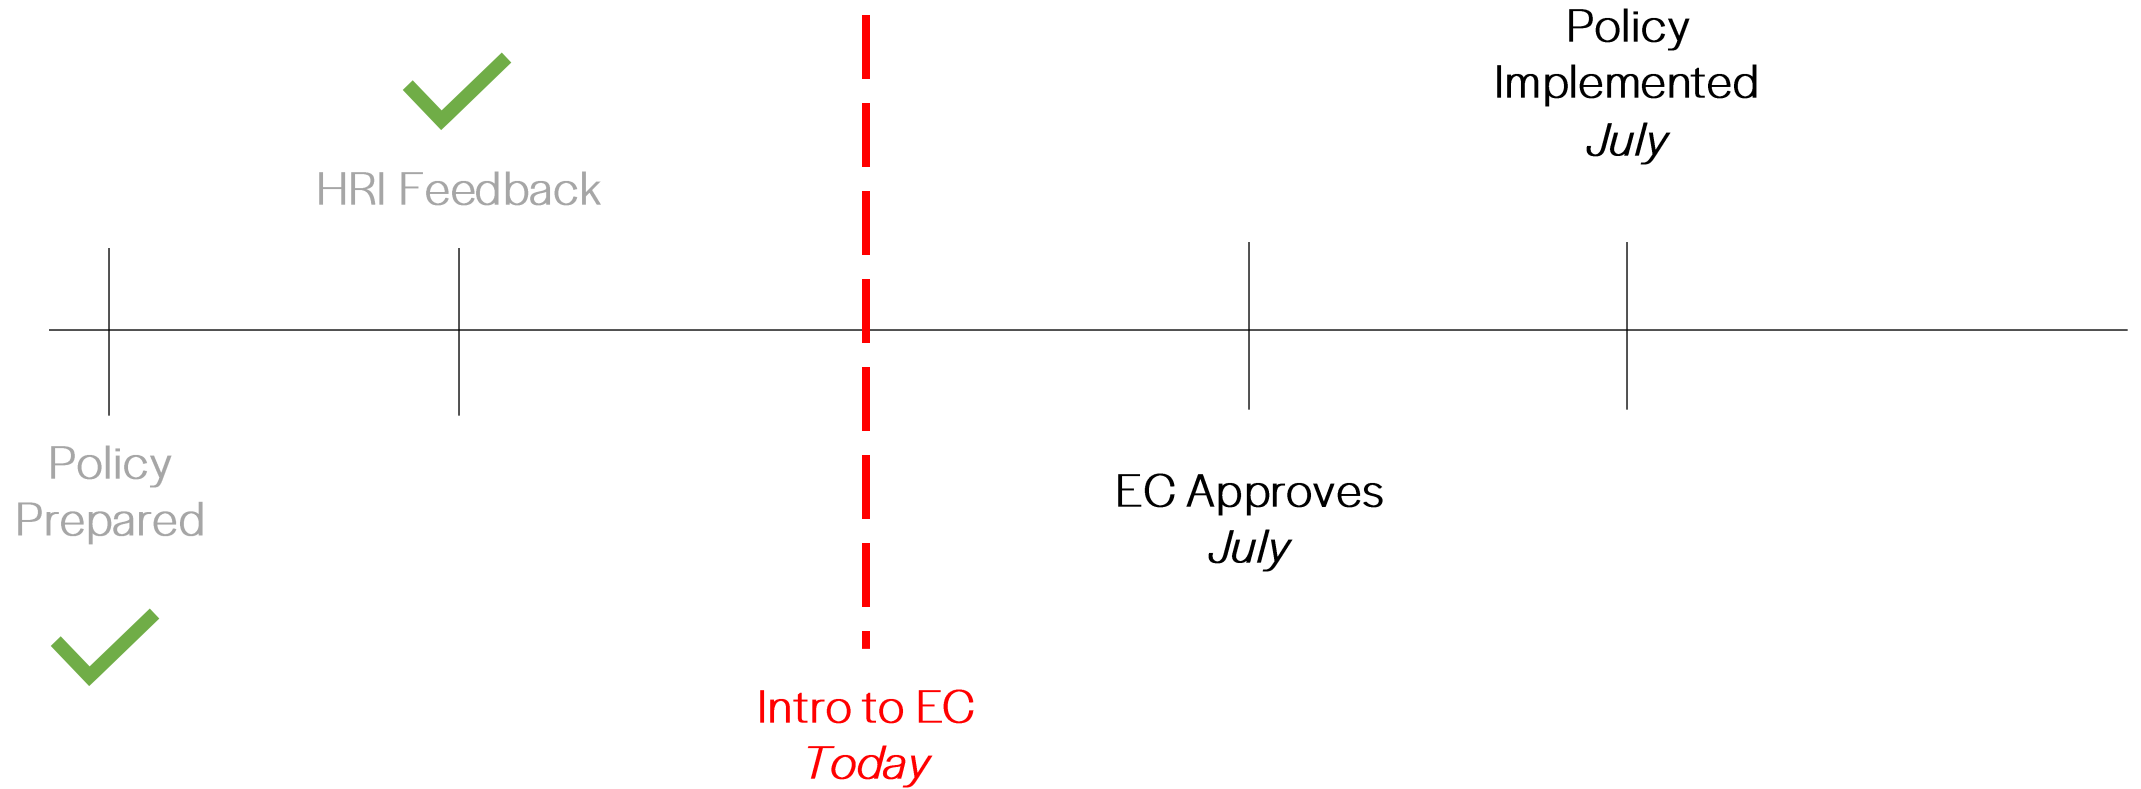 Policy
Implemented
July
HRI Feedback
Policy
Prepared
EC Approves
July
Intro to EC
Today